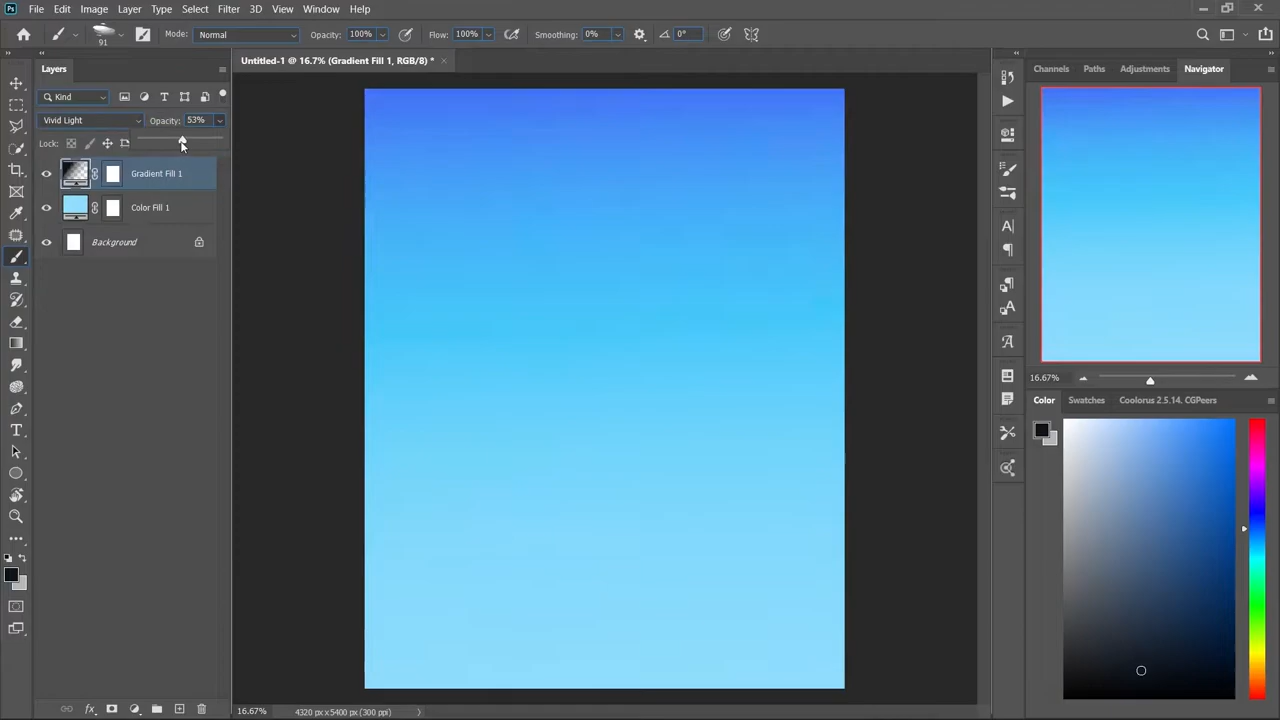 Ps File Edit Image Layer Type Select Filter 3D View Window Help
91 Mode: Normal Opacity: 100% Flow: 100% Smoothing: 0% 0°
Untitled-1 @ 16.7% (Gradient Fill 1, RGB/8) *
Layers
Channels Paths Adjustments Navigator
Kind
Vivid Light Opacity: 53%
Lock:
Gradient Fill 1
Color Fill 1
Background
16.67%
Color Swatches Coolorus 2.5.14. CGPeers
fx
16.67% 4320 px x 5400 px (300 ppi)